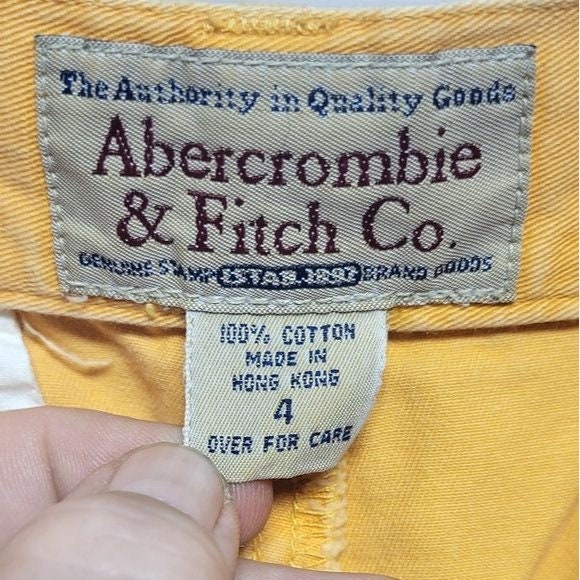 The Authority in Quality Goods
Abercrombie
& Fitch Co.
GENUINE STAMP ESTAB. 1892 BRAND GOODS
100% COTTON
MADE IN
HONG KONG
4
OVER FOR CARE